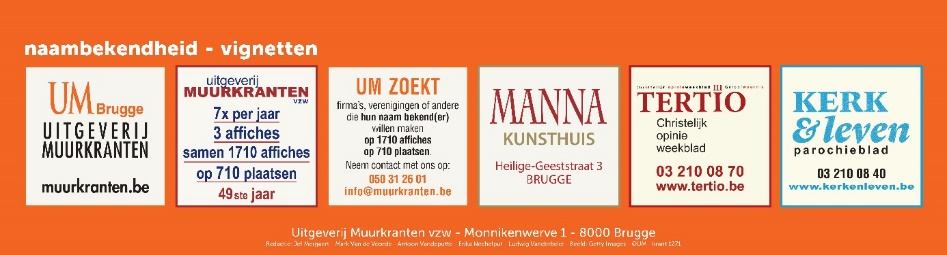 naambekendheid - vignetten
UM Brugge
UITGEVERIJ
MUURKRANTEN
muurkranten.be
uitgeverij
MUURKRANTEN
VZW
7x per jaar
3 affiches
samen 1710 affiches
op 710 plaatsen
49ste jaar
UM ZOEKT
firma's, verenigingen of andere
die hun naam bekend(er)
willen maken
op 1710 affiches
op 710 plaatsen.
Neem contact met ons op:
050 31 26 01
info@muurkranten.be
MANNA
KUNSTHUIS
Heilige-Geeststraat 3
BRUGGE
TERTIO
Christelijk
opinie
weekblad
03 210 08 70
www.tertio.be
KERK
& leven
parochieblad
03 210 08 40
www.kerkenleven.be
Uitgeverij Muurkranten vzw - Monnikenwerve 1 - 8000 Brugge
Redactie: Jef Morgaert - Mark Van de Voorde - Antoon Vandeputte - Erika Nechelput - Ludwig Vanderbeke - Beeld: Getty Images - ©UM - krant 1271